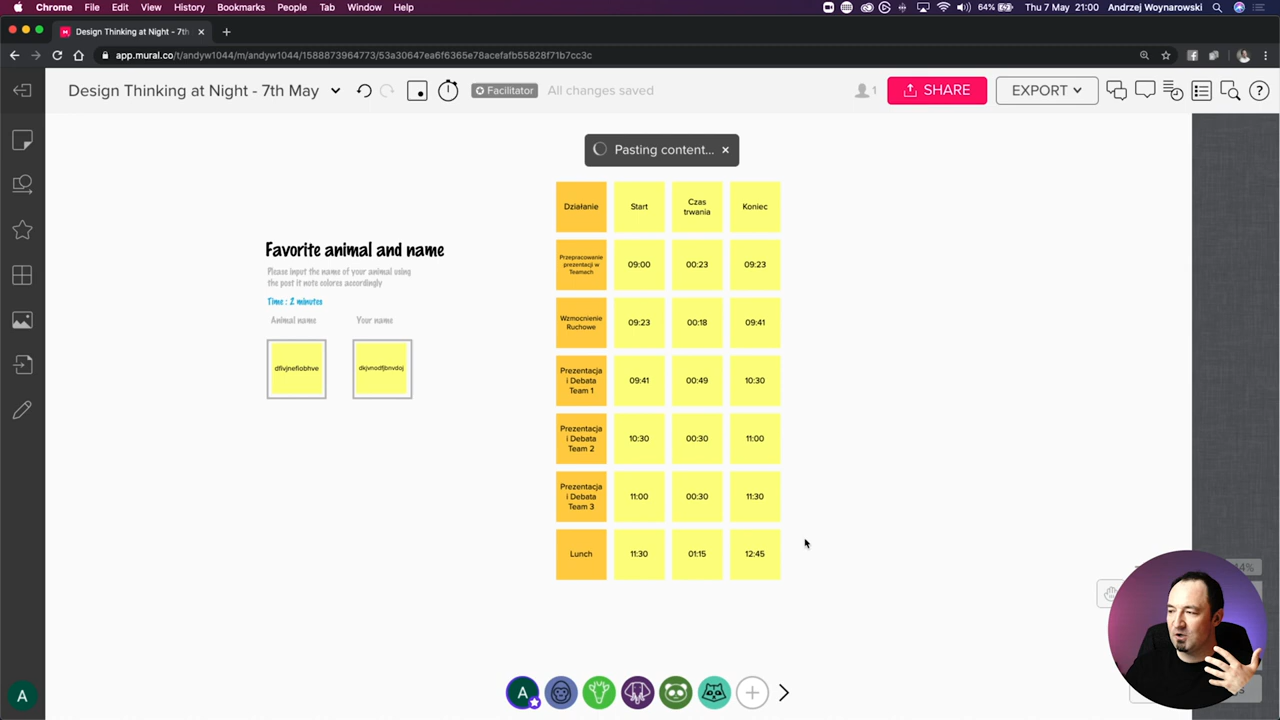 Chrome File Edit View History Bookmarks People Tab Window Help
64% Thu 7 May 21:00 Andrzej Woynarowski
Design Thinking at Night - 7th
app.mural.co/t/andyw1044/m/andyw1044/1588873964773/53a30647ea6f6365e78acefafb55828f71b7cc3c
Design Thinking at Night - 7th May
Facilitator
All changes saved
1
SHARE
EXPORT
?
Pasting content...
Favorite animal and name
Please input the name of your animal using
the post it note colores accordingly
Time : 2 minutes
Animal name Your name
dfivjnefiobhve dkjvnodfjbnvdoj
Działanie Start Czas trwania Koniec
Przepracowanie
prezentacji w
Teamach
09:00 00:23 09:23
Wzmocnienie
Ruchowe
09:23 00:18 09:41
Prezentacja
i Debata
Team 1
09:41 00:49 10:30
Prezentacja
i Debata
Team 2
10:30 00:30 11:00
Prezentacja
i Debata
Team 3
11:00 00:30 11:30
Lunch 11:30 01:15 12:45
A
A